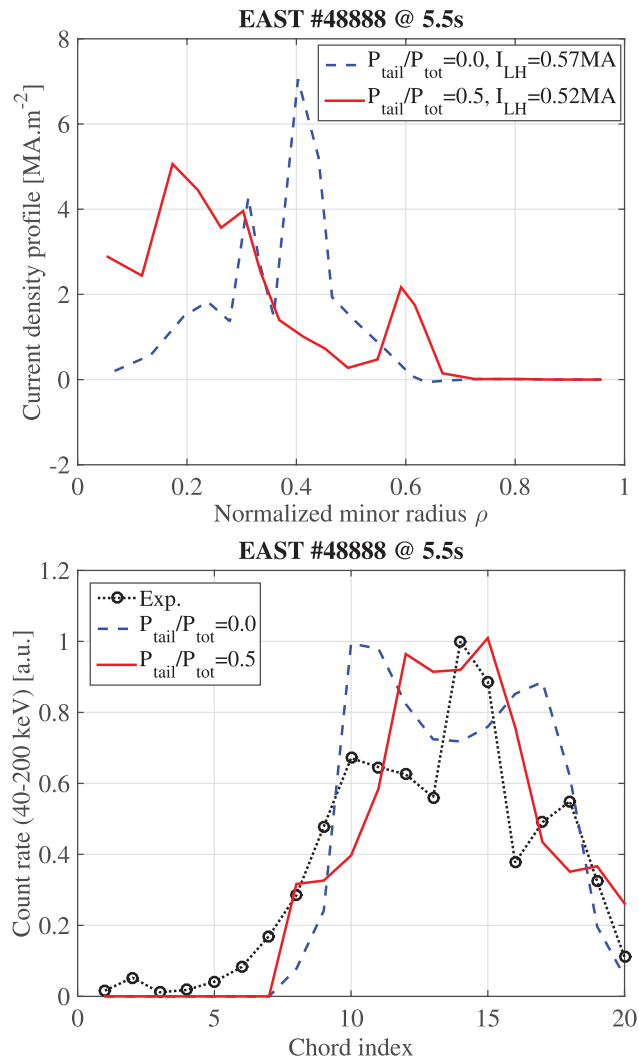 EAST #48888 @ 5.5s
P_tail/P_tot=0.0, I_LH=0.57MA
P_tail/P_tot=0.5, I_LH=0.52MA
Current density profile [MA.m⁻²]
8
6
4
2
0
-2
0
0.2
0.4
0.6
0.8
1
Normalized minor radius ρ
EAST #48888 @ 5.5s
Exp.
P_tail/P_tot=0.0
P_tail/P_tot=0.5
Count rate (40-200 keV) [a.u.]
1.2
1
0.8
0.6
0.4
0.2
0
0
5
10
15
20
Chord index